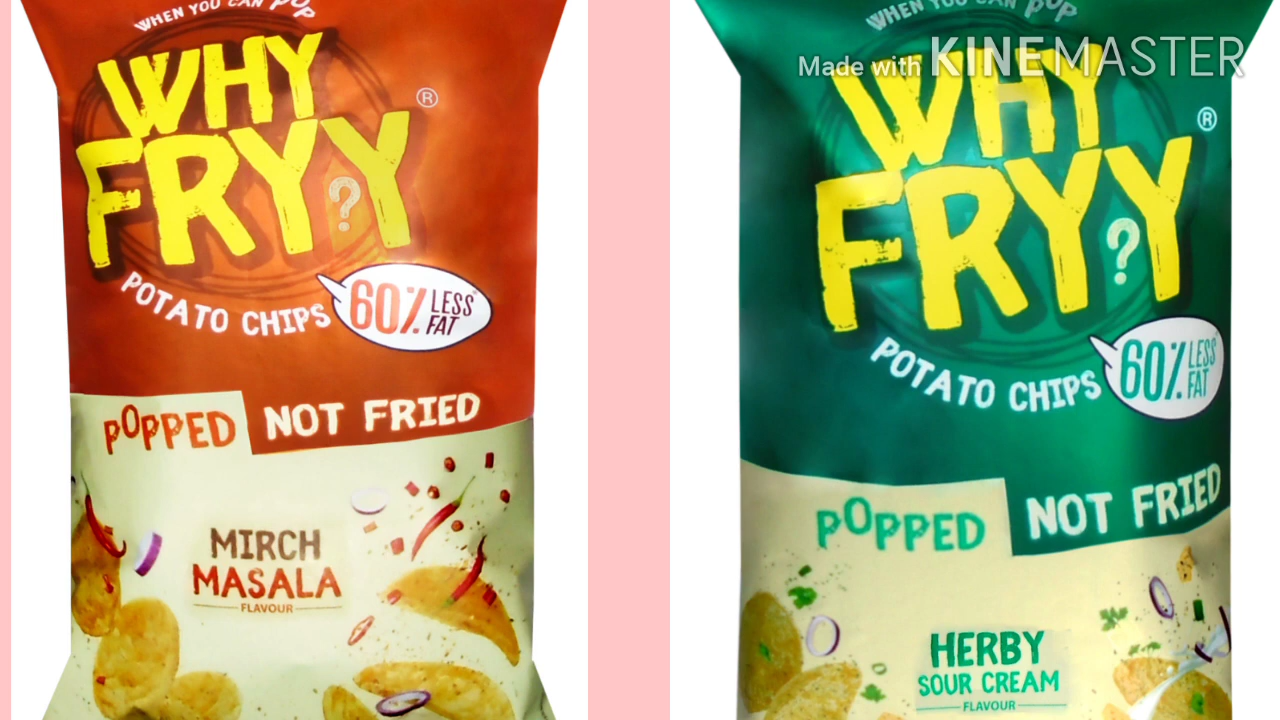 WHEN YOU CAN POP
WHY
FRYY?
®
POTATO CHIPS
60% LESS*
FAT
POPPED NOT FRIED
MIRCH
MASALA
FLAVOUR
Made with KINEMASTER
WHEN YOU CAN POP
WHY
FRYY?
®
POTATO CHIPS
60% LESS*
FAT
POPPED NOT FRIED
HERBY
SOUR CREAM
FLAVOUR